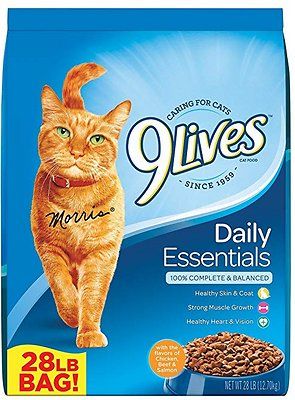 CARING FOR CATS
9Lives
CAT FOOD
SINCE 1959
Morris
Daily
Essentials
100% COMPLETE & BALANCED
Healthy Skin & Coat
Strong Muscle Growth
Healthy Heart & Vision
with the
flavors of
Chicken,
Beef &
Salmon
28LB
BAG!
NET WT 28 LB (12.70kg)